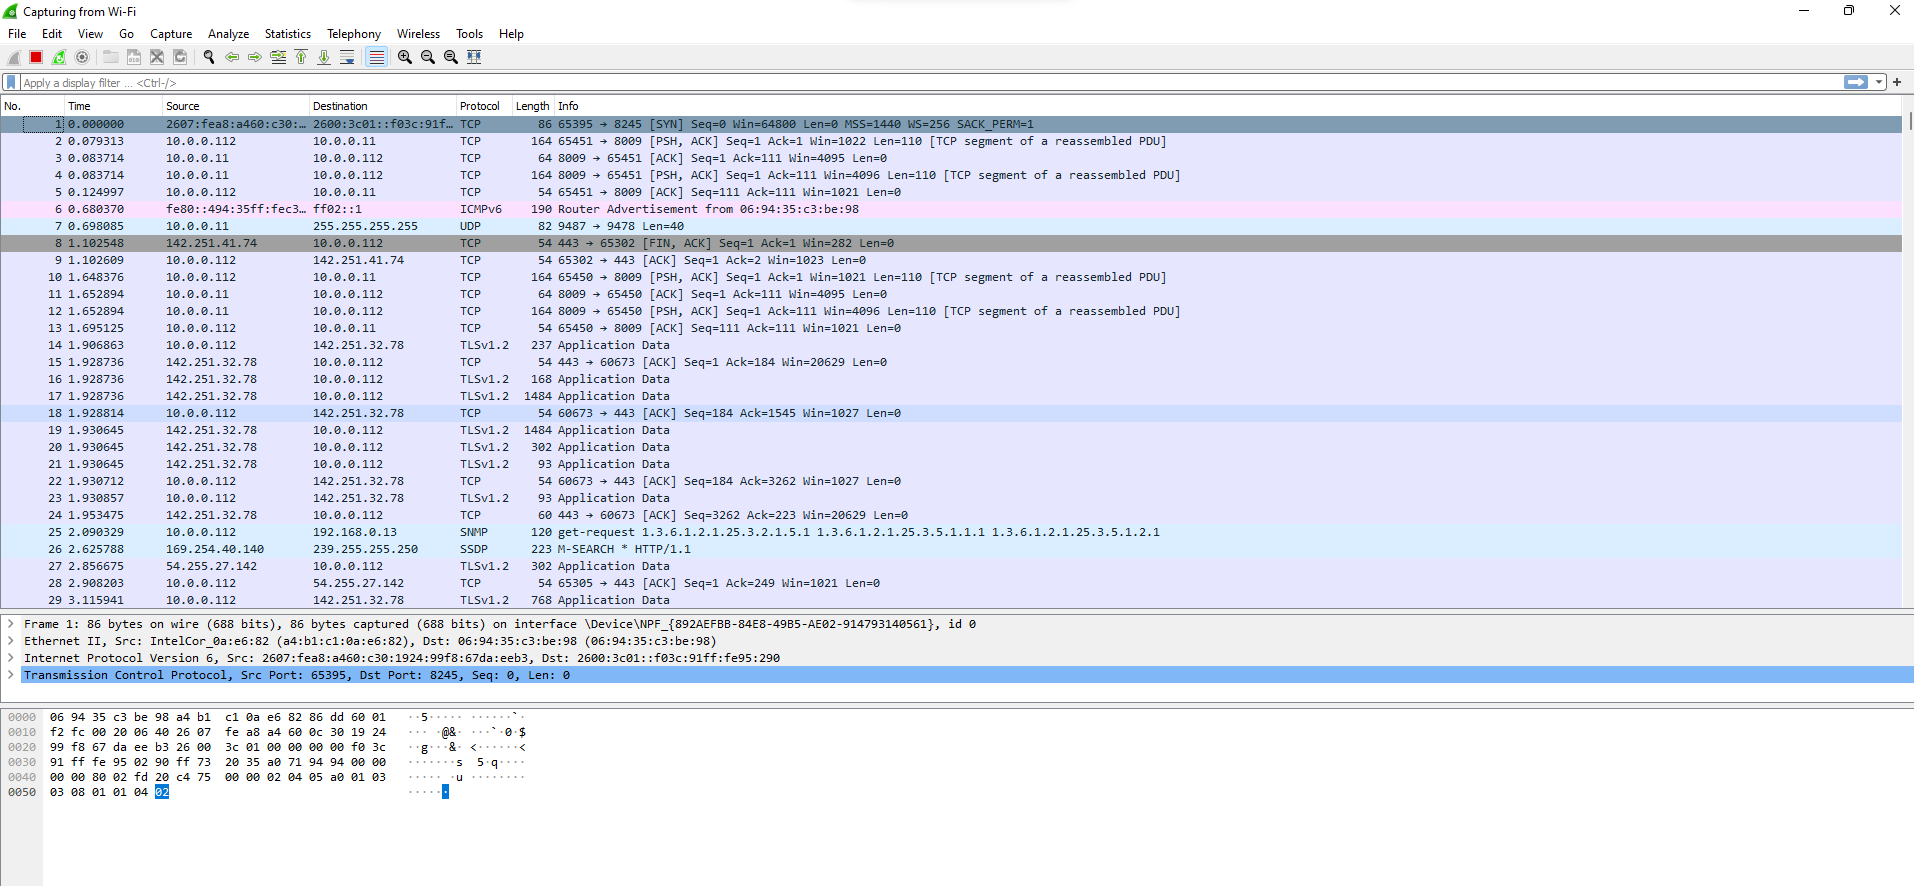 Capturing from Wi-Fi
File Edit View Go Capture Analyze Statistics Telephony Wireless Tools Help
Apply a display filter ... <Ctrl-/>
No. Time Source Destination Protocol Length Info
1 0.000000 2607:fea8:a460:c30:… 2600:3c01::f03c:91f… TCP 86 65395 → 8245 [SYN] Seq=0 Win=64800 Len=0 MSS=1440 WS=256 SACK_PERM=1
2 0.079313 10.0.0.112 10.0.0.11 TCP 164 65451 → 8009 [PSH, ACK] Seq=1 Ack=1 Win=1022 Len=110 [TCP segment of a reassembled PDU]
3 0.083714 10.0.0.11 10.0.0.112 TCP 64 8009 → 65451 [ACK] Seq=1 Ack=111 Win=4095 Len=0
4 0.083714 10.0.0.11 10.0.0.112 TCP 164 8009 → 65451 [PSH, ACK] Seq=1 Ack=111 Win=4096 Len=110 [TCP segment of a reassembled PDU]
5 0.124997 10.0.0.112 10.0.0.11 TCP 54 65451 → 8009 [ACK] Seq=111 Ack=111 Win=1021 Len=0
6 0.680370 fe80::494:35ff:fec3… ff02::1 ICMPv6 190 Router Advertisement from 06:94:35:c3:be:98
7 0.698085 10.0.0.11 255.255.255.255 UDP 82 9487 → 9478 Len=40
8 1.102548 142.251.41.74 10.0.0.112 TCP 54 443 → 65302 [FIN, ACK] Seq=1 Ack=1 Win=282 Len=0
9 1.102609 10.0.0.112 142.251.41.74 TCP 54 65302 → 443 [ACK] Seq=1 Ack=2 Win=1023 Len=0
10 1.648376 10.0.0.112 10.0.0.11 TCP 164 65450 → 8009 [PSH, ACK] Seq=1 Ack=1 Win=1021 Len=110 [TCP segment of a reassembled PDU]
11 1.652894 10.0.0.11 10.0.0.112 TCP 64 8009 → 65450 [ACK] Seq=1 Ack=111 Win=4095 Len=0
12 1.652894 10.0.0.11 10.0.0.112 TCP 164 8009 → 65450 [PSH, ACK] Seq=1 Ack=111 Win=4096 Len=110 [TCP segment of a reassembled PDU]
13 1.695125 10.0.0.112 10.0.0.11 TCP 54 65450 → 8009 [ACK] Seq=111 Ack=111 Win=1021 Len=0
14 1.906863 10.0.0.112 142.251.32.78 TLSv1.2 237 Application Data
15 1.928736 142.251.32.78 10.0.0.112 TCP 54 443 → 60673 [ACK] Seq=1 Ack=184 Win=20629 Len=0
16 1.928736 142.251.32.78 10.0.0.112 TLSv1.2 168 Application Data
17 1.928736 142.251.32.78 10.0.0.112 TLSv1.2 1484 Application Data
18 1.928814 10.0.0.112 142.251.32.78 TCP 54 60673 → 443 [ACK] Seq=184 Ack=1545 Win=1027 Len=0
19 1.930645 142.251.32.78 10.0.0.112 TLSv1.2 1484 Application Data
20 1.930645 142.251.32.78 10.0.0.112 TLSv1.2 302 Application Data
21 1.930645 142.251.32.78 10.0.0.112 TLSv1.2 93 Application Data
22 1.930712 10.0.0.112 142.251.32.78 TCP 54 60673 → 443 [ACK] Seq=184 Ack=3262 Win=1027 Len=0
23 1.930857 10.0.0.112 142.251.32.78 TLSv1.2 93 Application Data
24 1.953475 142.251.32.78 10.0.0.112 TCP 60 443 → 60673 [ACK] Seq=3262 Ack=223 Win=20629 Len=0
25 2.090329 10.0.0.112 192.168.0.13 SNMP 120 get-request 1.3.6.1.2.1.25.3.2.1.5.1 1.3.6.1.2.1.25.3.5.1.1.1 1.3.6.1.2.1.25.3.5.1.2.1
26 2.625788 169.254.40.140 239.255.255.250 SSDP 223 M-SEARCH * HTTP/1.1
27 2.856675 54.255.27.142 10.0.0.112 TLSv1.2 302 Application Data
28 2.908203 10.0.0.112 54.255.27.142 TCP 54 65305 → 443 [ACK] Seq=1 Ack=249 Win=1021 Len=0
29 3.115941 10.0.0.112 142.251.32.78 TLSv1.2 768 Application Data
Frame 1: 86 bytes on wire (688 bits), 86 bytes captured (688 bits) on interface \Device\NPF_{892AEFBB-84E8-49B5-AE02-914793140561}, id 0
Ethernet II, Src: IntelCor_0a:e6:82 (a4:b1:c1:0a:e6:82), Dst: 06:94:35:c3:be:98 (06:94:35:c3:be:98)
Internet Protocol Version 6, Src: 2607:fea8:a460:c30:1924:99f8:67da:eeb3, Dst: 2600:3c01::f03c:91ff:fe95:290
Transmission Control Protocol, Src Port: 65395, Dst Port: 8245, Seq: 0, Len: 0
0000 06 94 35 c3 be 98 a4 b1 c1 0a e6 82 86 dd 60 01 ··5····· ······`·
0010 f2 fc 00 20 06 40 26 07 fe a8 a4 60 0c 30 19 24 ··· ·@&· ···`·0·$
0020 99 f8 67 da ee b3 26 00 3c 01 00 00 00 00 f0 3c ··g···&· <······<
0030 91 ff fe 95 02 90 ff 73 20 35 a0 71 94 94 00 00 ·······s 5·q····
0040 00 00 80 02 fd 20 c4 75 00 00 02 04 05 a0 01 03 ····· ·u ········
0050 03 08 01 01 04 02 ······